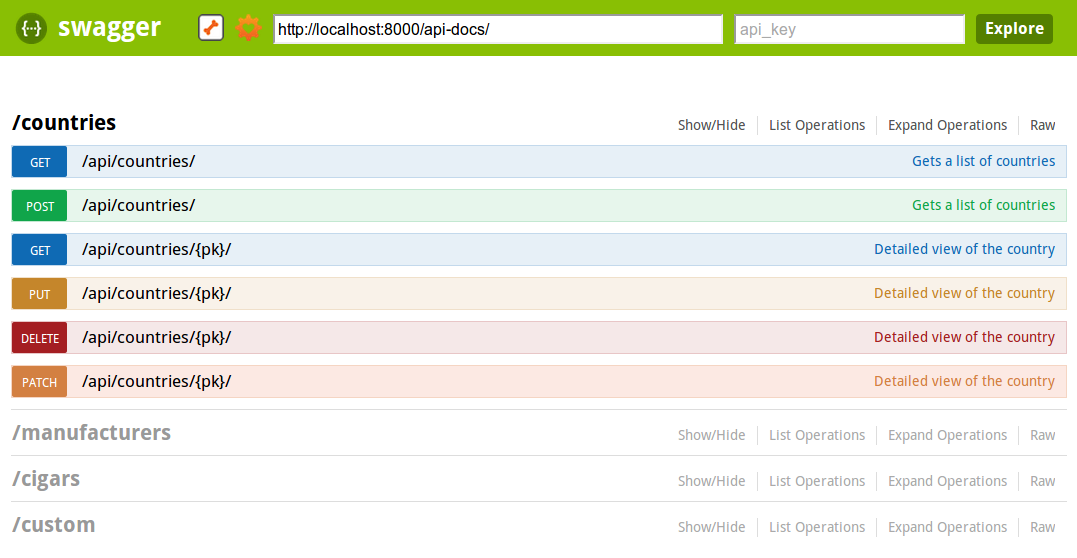 {··} swagger http://localhost:8000/api-docs/ api_key Explore
/countries Show/Hide List Operations Expand Operations Raw
GET /api/countries/ Gets a list of countries
POST /api/countries/ Gets a list of countries
GET /api/countries/{pk}/ Detailed view of the country
PUT /api/countries/{pk}/ Detailed view of the country
DELETE /api/countries/{pk}/ Detailed view of the country
PATCH /api/countries/{pk}/ Detailed view of the country
/manufacturers Show/Hide List Operations Expand Operations Raw
/cigars Show/Hide List Operations Expand Operations Raw
/custom Show/Hide List Operations Expand Operations Raw